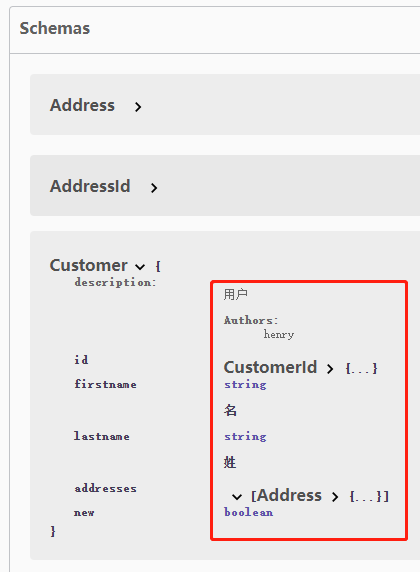 Schemas
Address >
AddressId >
Customer {
description:
用户
Authors:
henry
id CustomerId > {...}
firstname string
名
lastname string
姓
addresses [Address > {...}]
new boolean
}